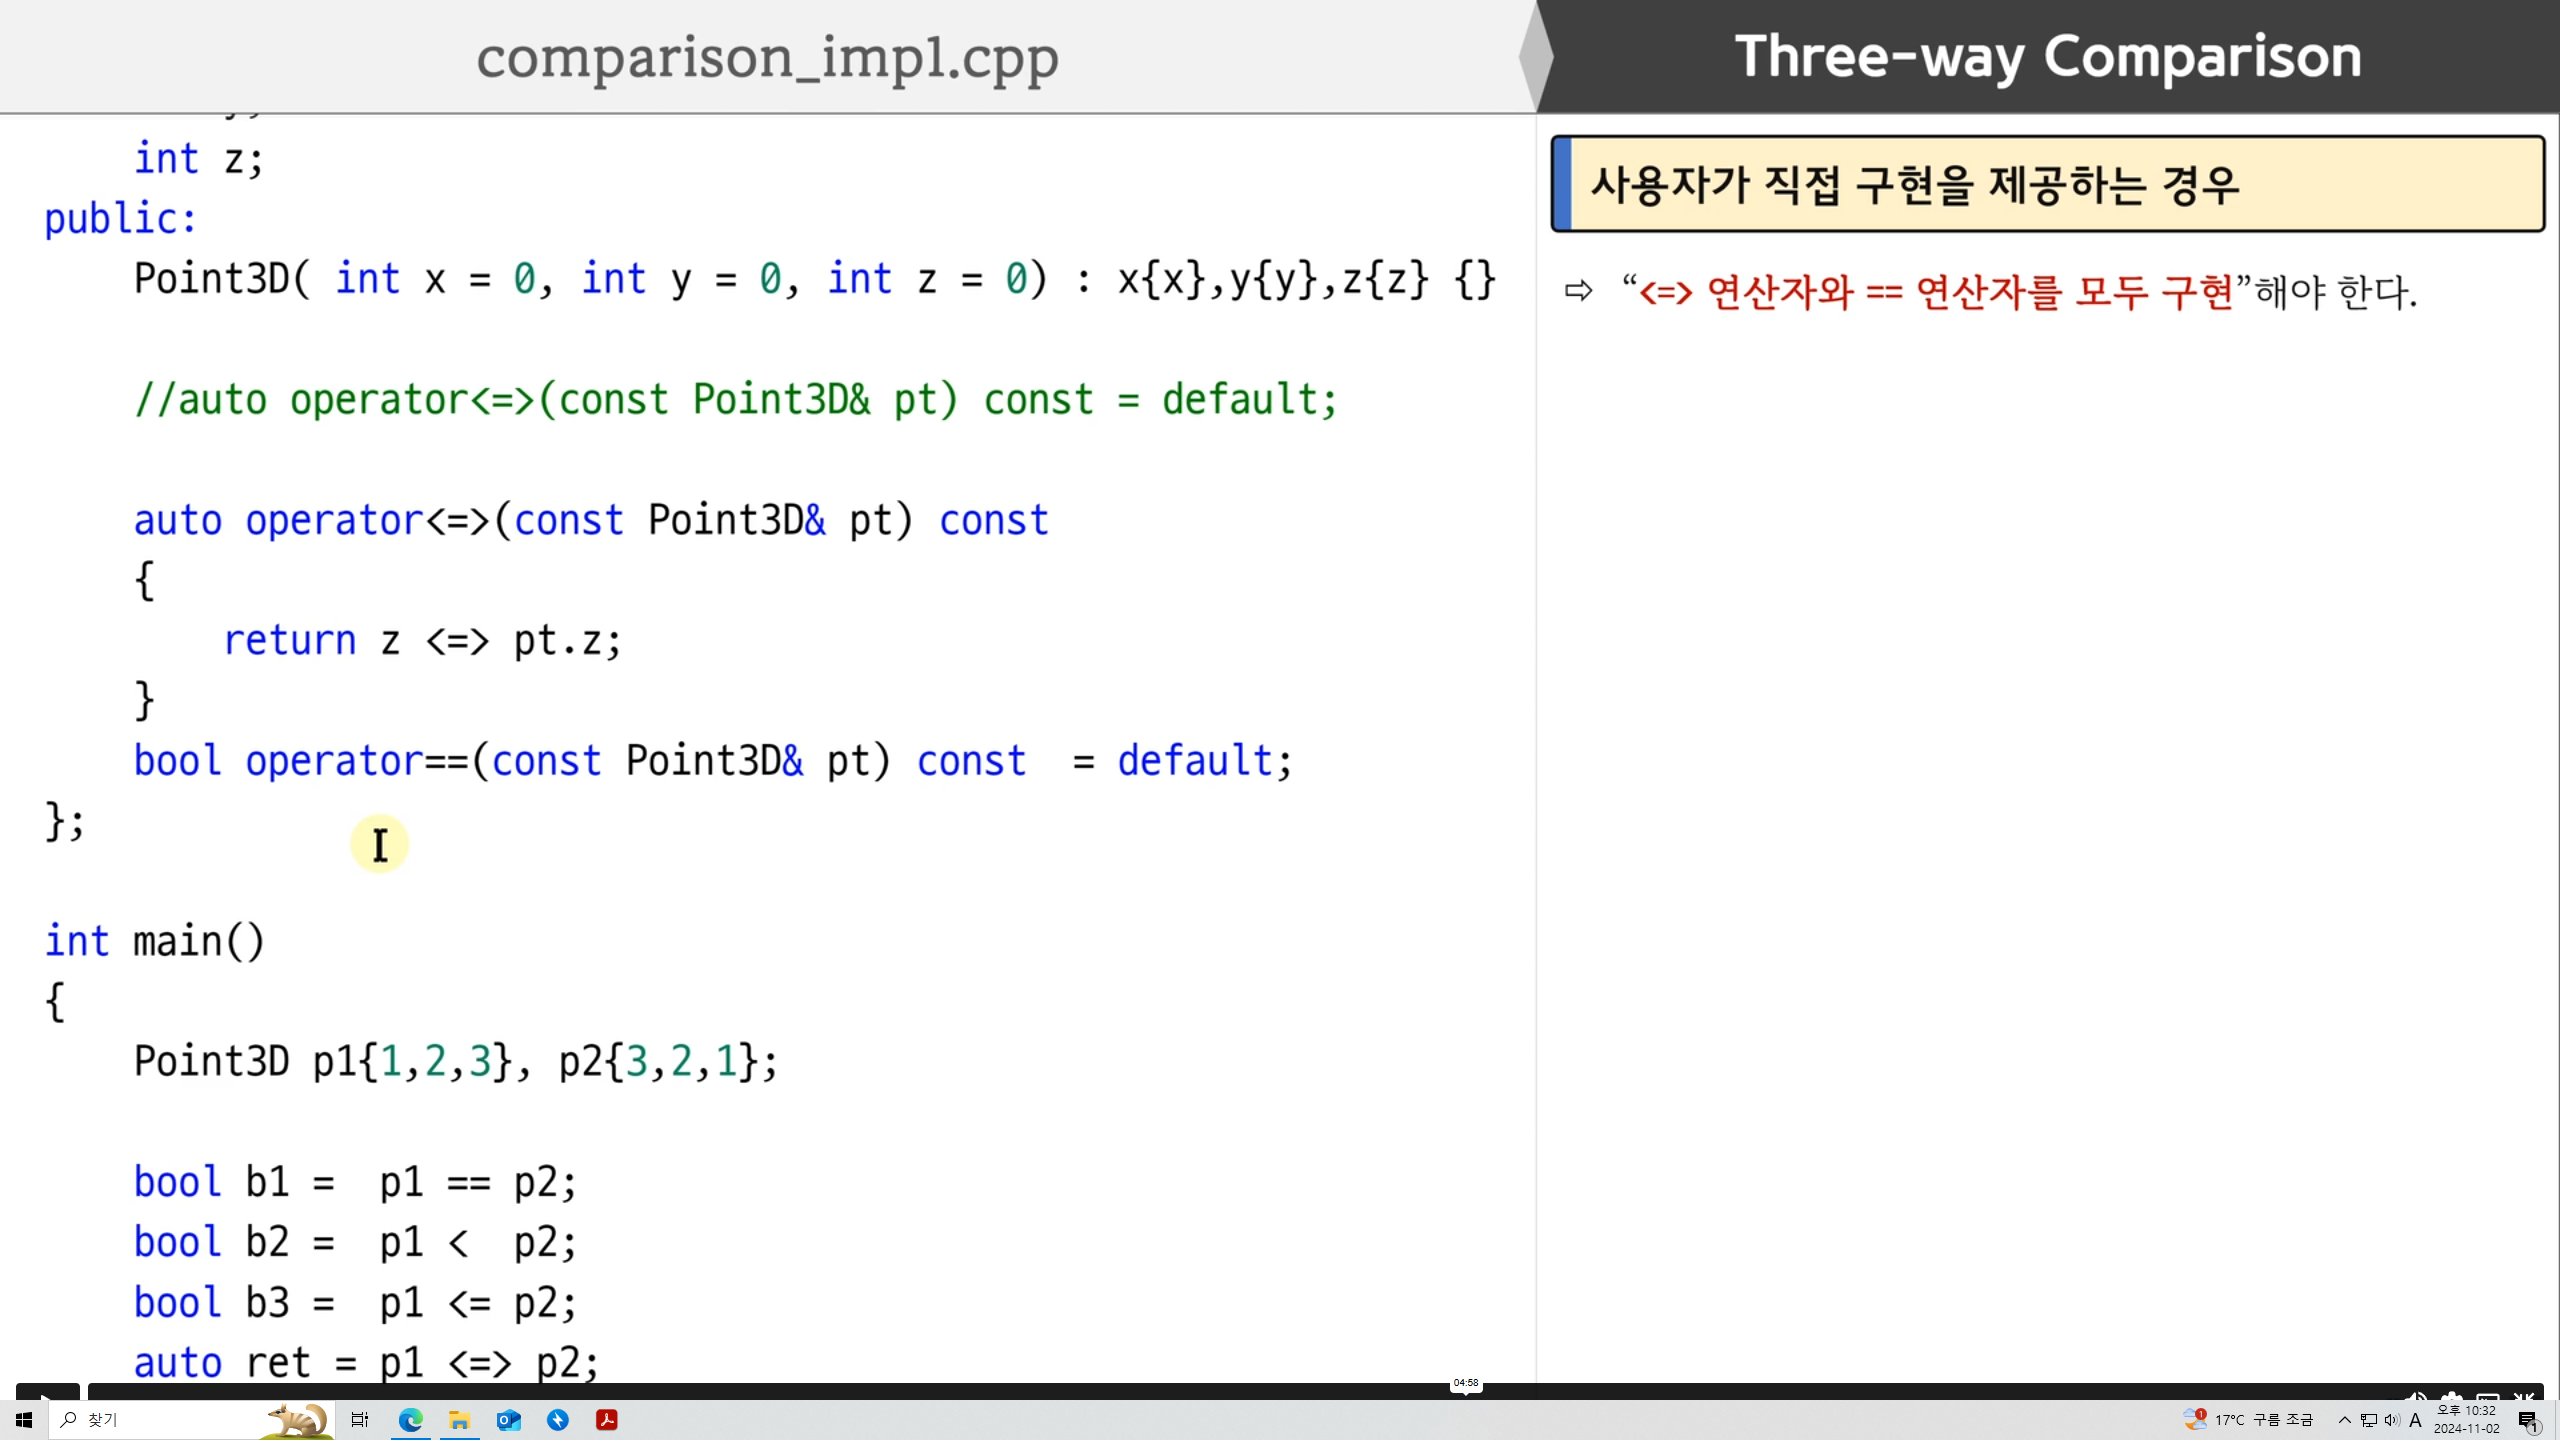 comparison_imp1.cpp
Three-way Comparison
int z;
public:
Point3D( int x = 0, int y = 0, int z = 0) : x{x},y{y},z{z} {}
//auto operator<=>(const Point3D& pt) const = default;
auto operator<=>(const Point3D& pt) const
{
return z <=> pt.z;
}
bool operator==(const Point3D& pt) const  = default;
};
int main()
{
Point3D p1{1,2,3}, p2{3,2,1};
bool b1 =  p1 == p2;
bool b2 =  p1 <  p2;
bool b3 =  p1 <= p2;
auto ret = p1 <=> p2;
사용자가 직접 구현을 제공하는 경우
⇨ “<=> 연산자와 == 연산자를 모두 구현”해야 한다.
04:58
찾기
17°C 구름 조금
A
오후 10:32
2024-11-02
1
1